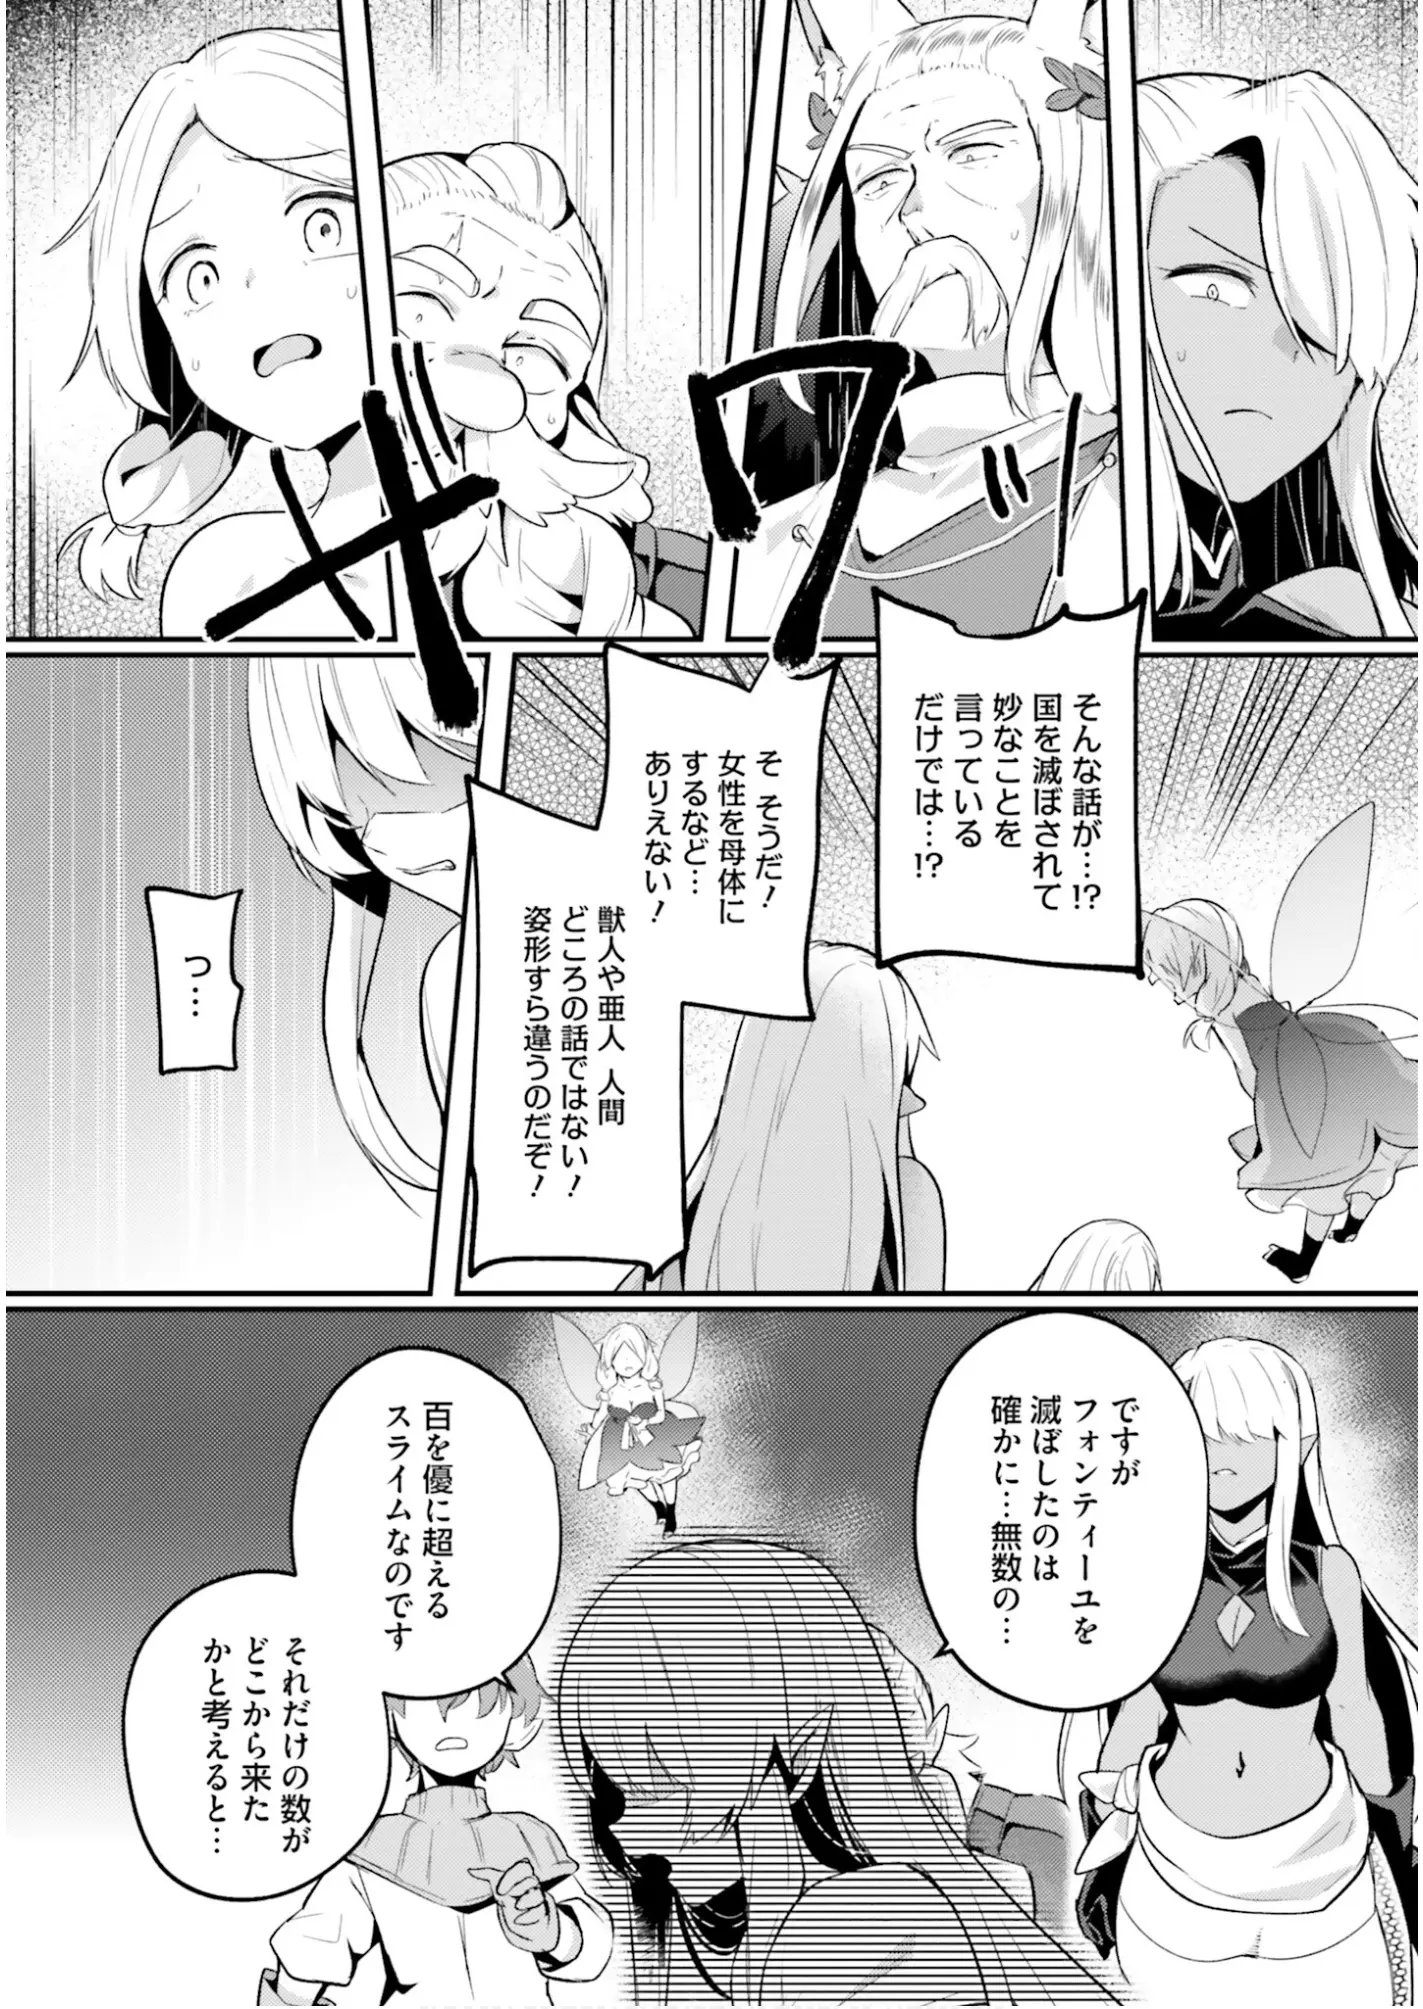 ザワッ
そんな話が…!?
国を滅ぼされて
妙なことを
言っている
だけでは…!?
そ そうだ！
女性を母体に
するなど…
ありえない！
獣人や亜人 人間
どころの話ではない！
姿形すら違うのだぞ！
っ…
ですが
フォンティーユを
滅ぼしたのは
確かに…無数の…
百を優に超える
スライムなのです
それだけの数が
どこから来た
かと考えると…